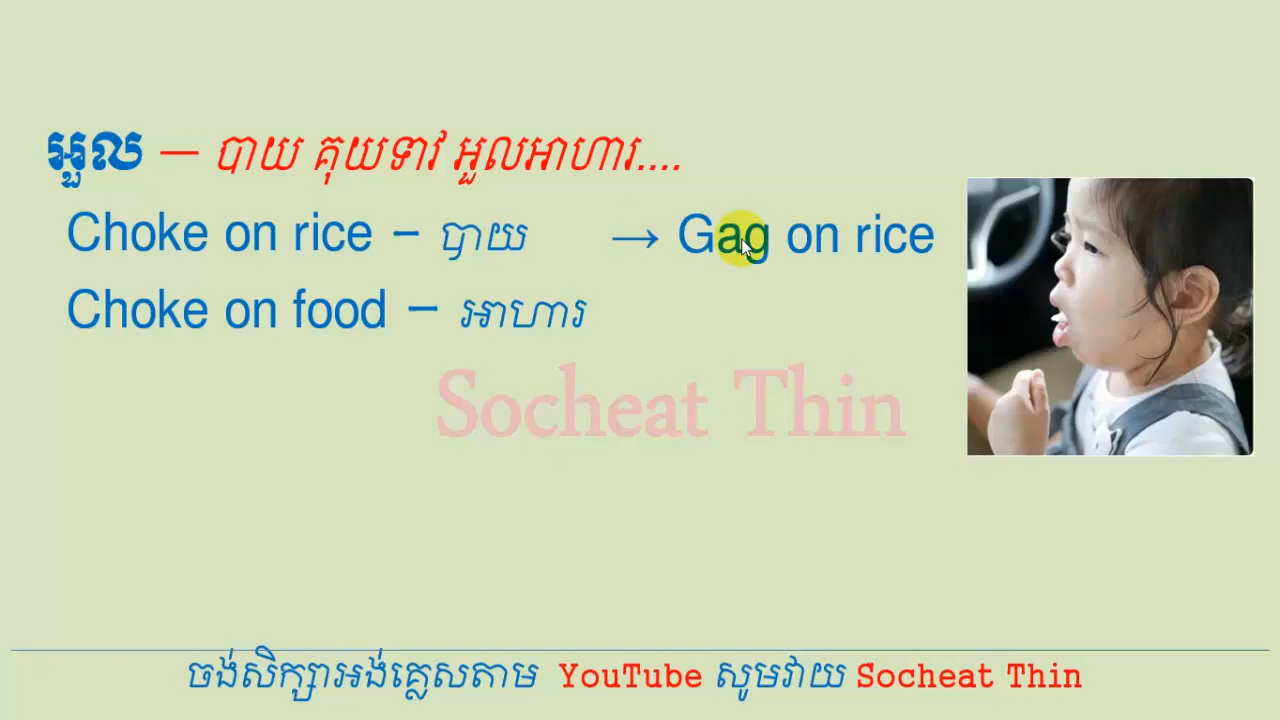 អួល – បាយ គុយទាវ អួលអាហារ....
Choke on rice – បាយ → Gag on rice
Choke on food – អាហារ
Socheat Thin
ចង់សិក្សាអង់គ្លេសតាម YouTube សូមវាយ Socheat Thin